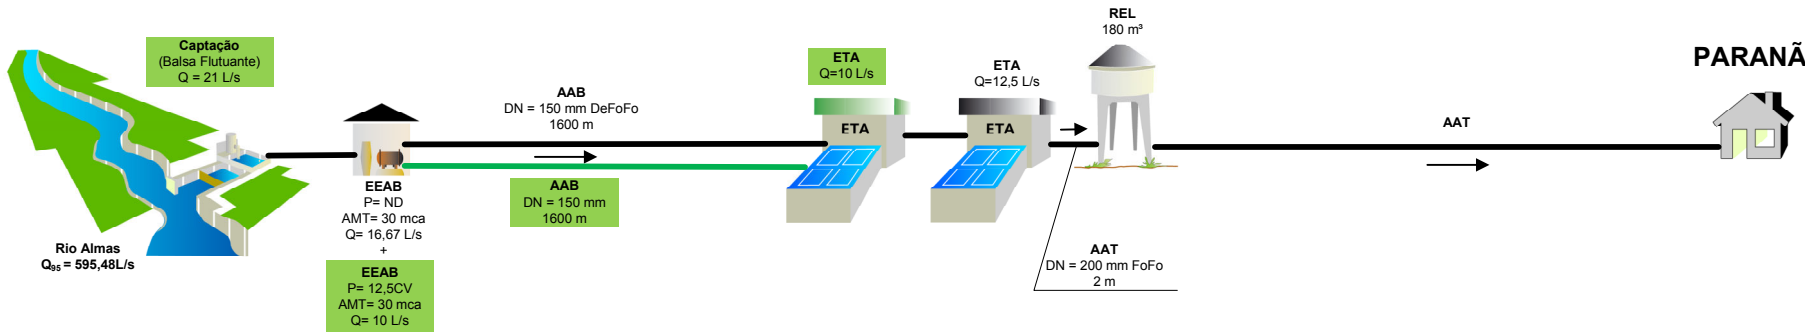 Captação
(Balsa Flutuante)
Q = 21 L/s
Rio Almas
Q₉₅ = 595,48L/s
EEAB
P= ND
AMT= 30 mca
Q= 16,67 L/s
+
EEAB
P= 12,5CV
AMT= 30 mca
Q= 10 L/s
AAB
DN = 150 mm DeFoFo
1600 m
AAB
DN = 150 mm
1600 m
ETA
Q=10 L/s
ETA
ETA
Q=12,5 L/s
ETA
REL
180 m³
AAT
DN = 200 mm FoFo
2 m
AAT
PARANÃ